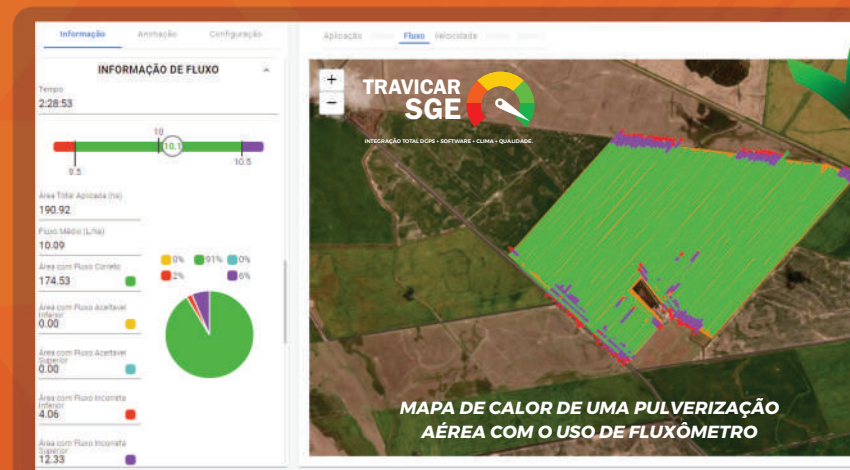 Informação
Animação
Configuração
INFORMAÇÃO DE FLUXO
Tempo
2:28:53
10
10.1
9.5
10.5
Área Total Aplicada (ha)
190.92
Fluxo Médio (L/ha)
10.09
Área com Fluxo Correto
174.53
Área com Fluxo Aceitável
Inferior
0.00
Área com Fluxo Aceitável
Superior
0.00
Área com Fluxo Incorreta
Inferior
4.06
Área com Fluxo Incorreta
Superior
12.33
0%
91%
0%
2%
6%
Aplicação
Fluxo
Velocidade
+
−
TRAVICAR
SGE
INTEGRAÇÃO TOTAL DGPS • SOFTWARE • CLIMA • QUALIDADE.
MAPA DE CALOR DE UMA PULVERIZAÇÃO
AÉREA COM O USO DE FLUXÔMETRO